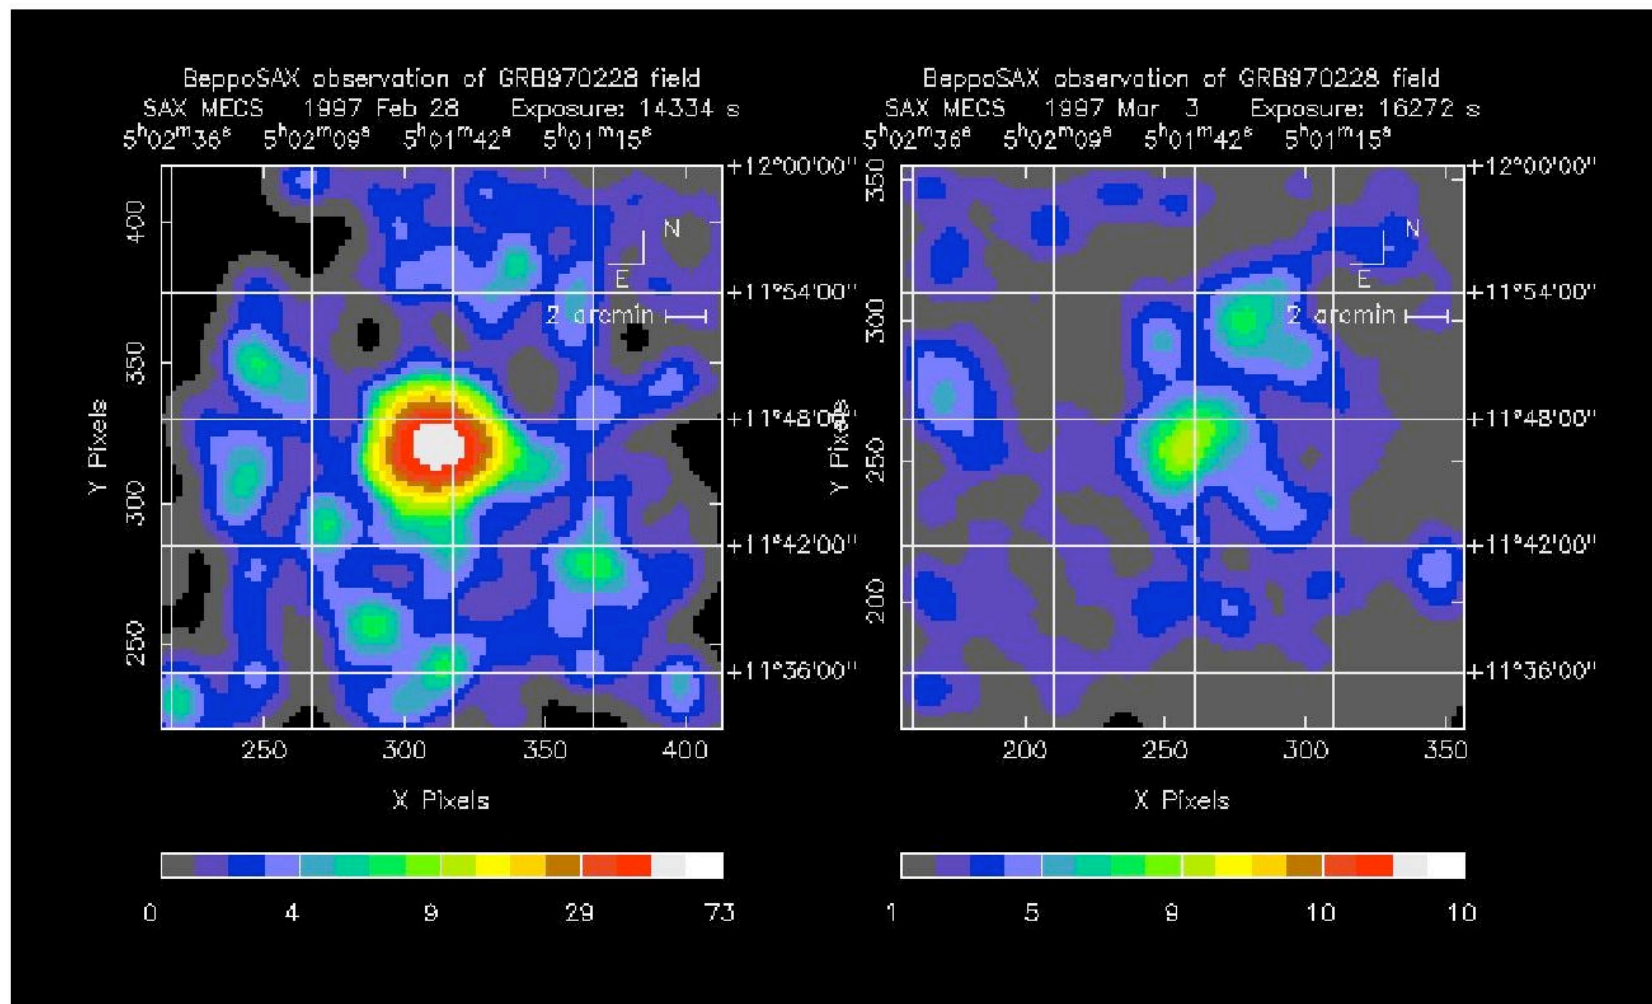 BeppoSAX observation of GRB970228 field
SAX MECS 1997 Feb 28 Exposure: 14334 s
5h02m36s 5h02m09s 5h01m42s 5h01m15s
+12°00'00"
N
E
+11°54'00"
2 arcmin
+11°48'00"
+11°42'00"
+11°36'00"
400
350
300
250
Y Pixels
250 300 350 400
X Pixels
0 4 9 29 73
BeppoSAX observation of GRB970228 field
SAX MECS 1997 Mar 3 Exposure: 16272 s
5h02m36s 5h02m09s 5h01m42s 5h01m15s
+12°00'00"
N
E
+11°54'00"
2 arcmin
+11°48'00"
+11°42'00"
+11°36'00"
350
300
250
200
Y Pixels
200 250 300 350
X Pixels
1 5 9 10 10